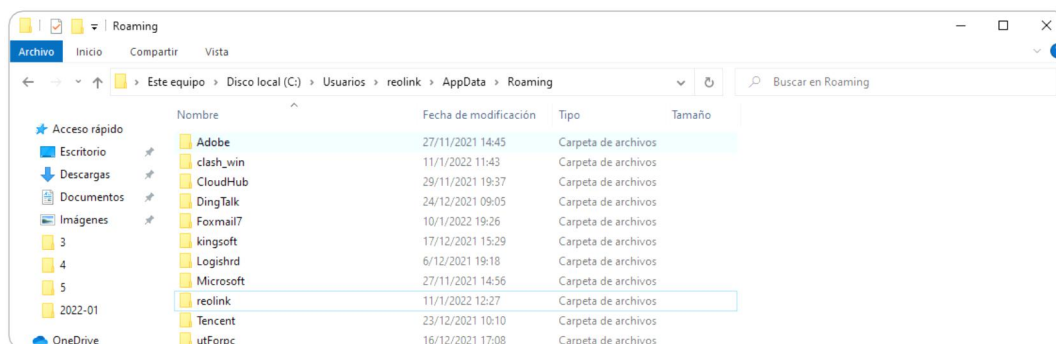 Roaming
Archivo Inicio Compartir Vista
Este equipo > Disco local (C:) > Usuarios > reolink > AppData > Roaming Buscar en Roaming
Nombre Fecha de modificación Tipo Tamaño
Acceso rápido
Escritorio
Descargas
Documentos
Imágenes
3
4
5
2022-01
OneDrive
Adobe 27/11/2021 14:45 Carpeta de archivos
clash_win 11/1/2022 11:43 Carpeta de archivos
CloudHub 29/11/2021 19:37 Carpeta de archivos
DingTalk 24/12/2021 09:05 Carpeta de archivos
Foxmail7 10/1/2022 19:26 Carpeta de archivos
kingsoft 17/12/2021 15:29 Carpeta de archivos
Logishrd 6/12/2021 19:18 Carpeta de archivos
Microsoft 27/11/2021 14:56 Carpeta de archivos
reolink 11/1/2022 12:27 Carpeta de archivos
Tencent 23/12/2021 10:10 Carpeta de archivos
utForpc 16/12/2021 17:08 Carpeta de archivos